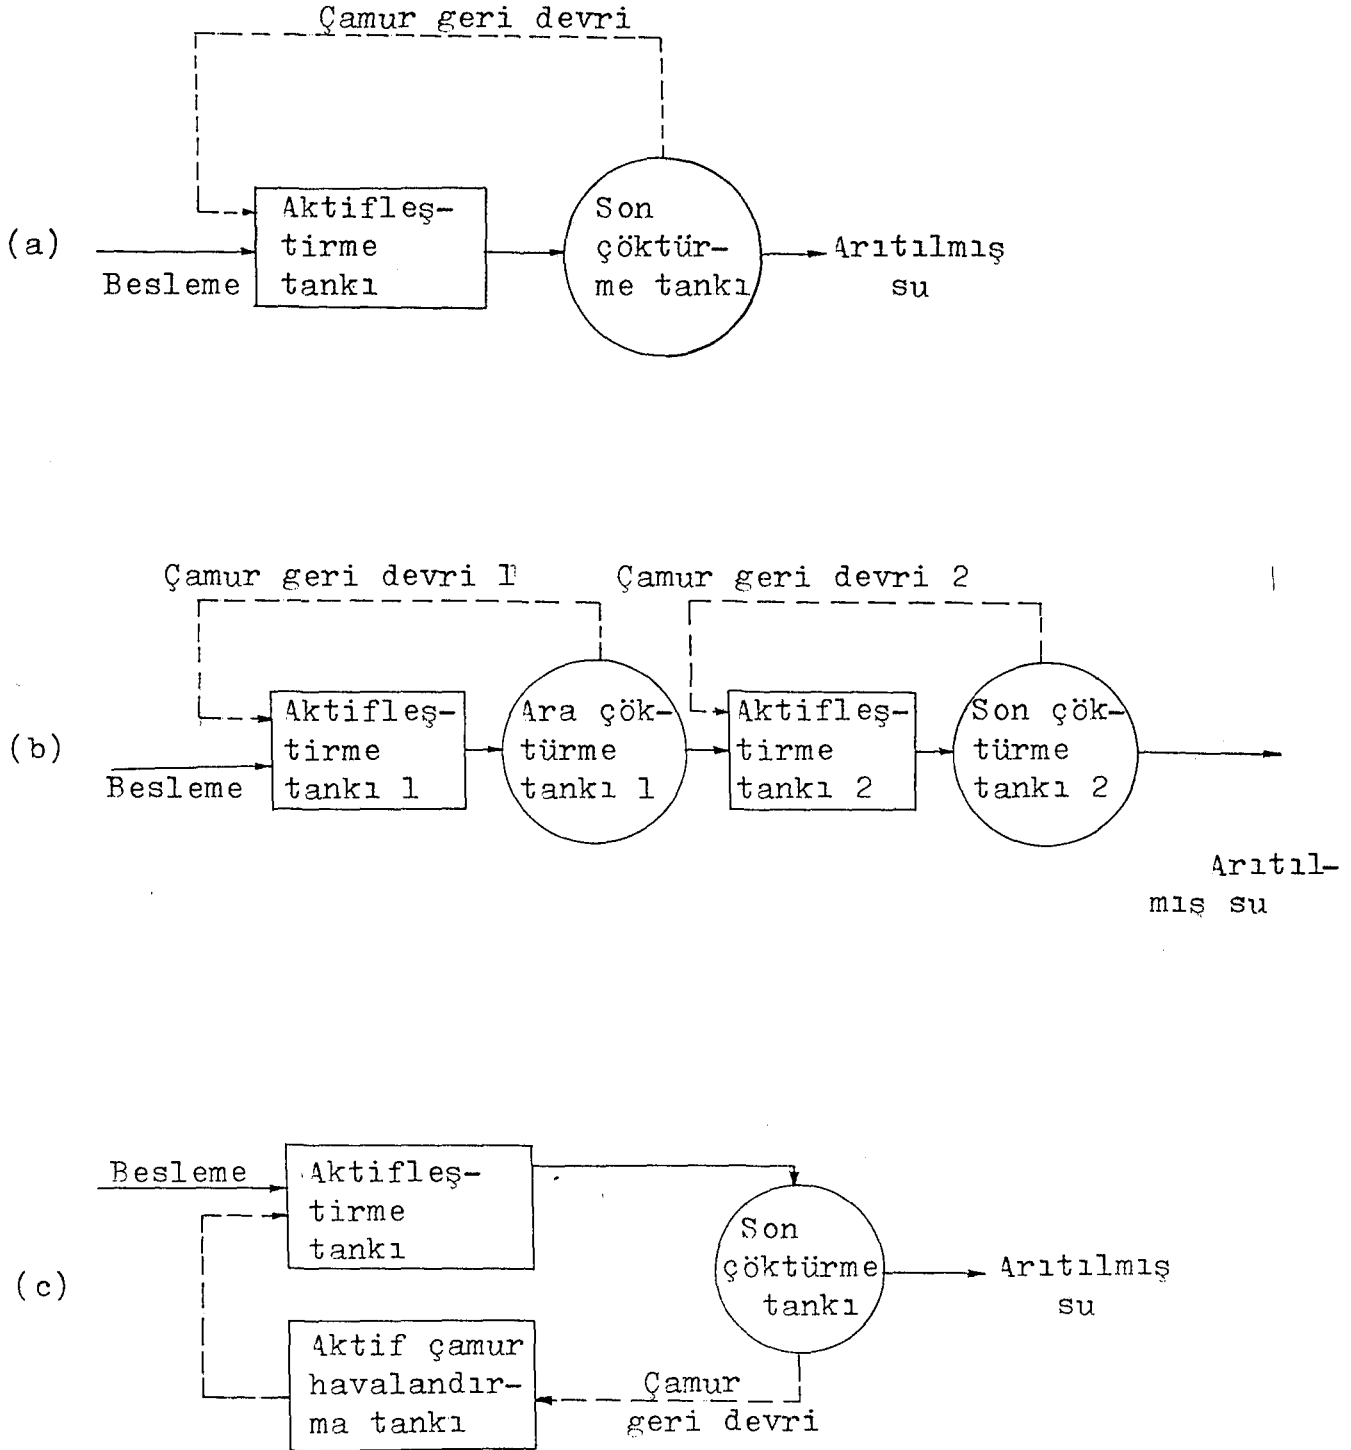 Çamur geri devri
(a)
Besleme
Aktifleş-
tirme
tankı
Son
çöktür-
me tankı
Arıtılmış
su
Çamur geri devri 1
Çamur geri devri 2
(b)
Besleme
Aktifleş-
tirme
tankı 1
Ara çök-
türme
tankı 1
Aktifleş-
tirme
tankı 2
Son çök-
türme
tankı 2
Arıtıl-
mış su
(c)
Besleme
Aktifleş-
tirme
tankı
Son
çöktürme
tankı
Arıtılmış
su
Aktif çamur
havalandır-
ma tankı
Çamur
geri devri